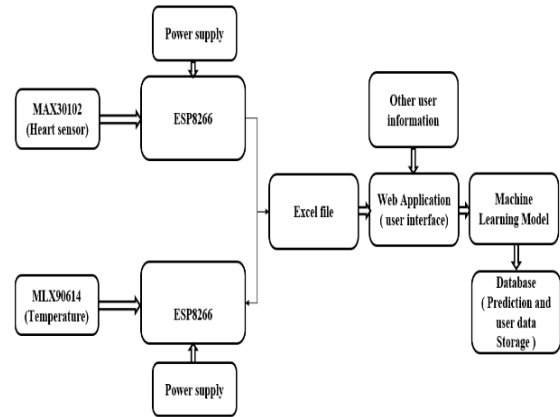 Power supply
MAX30102
(Heart sensor)
ESP8266
Other user
information
Excel file
Web Application
( user interface)
Machine
Learning Model
MLX90614
(Temperature)
ESP8266
Database
( Prediction and
user data
Storage )
Power supply